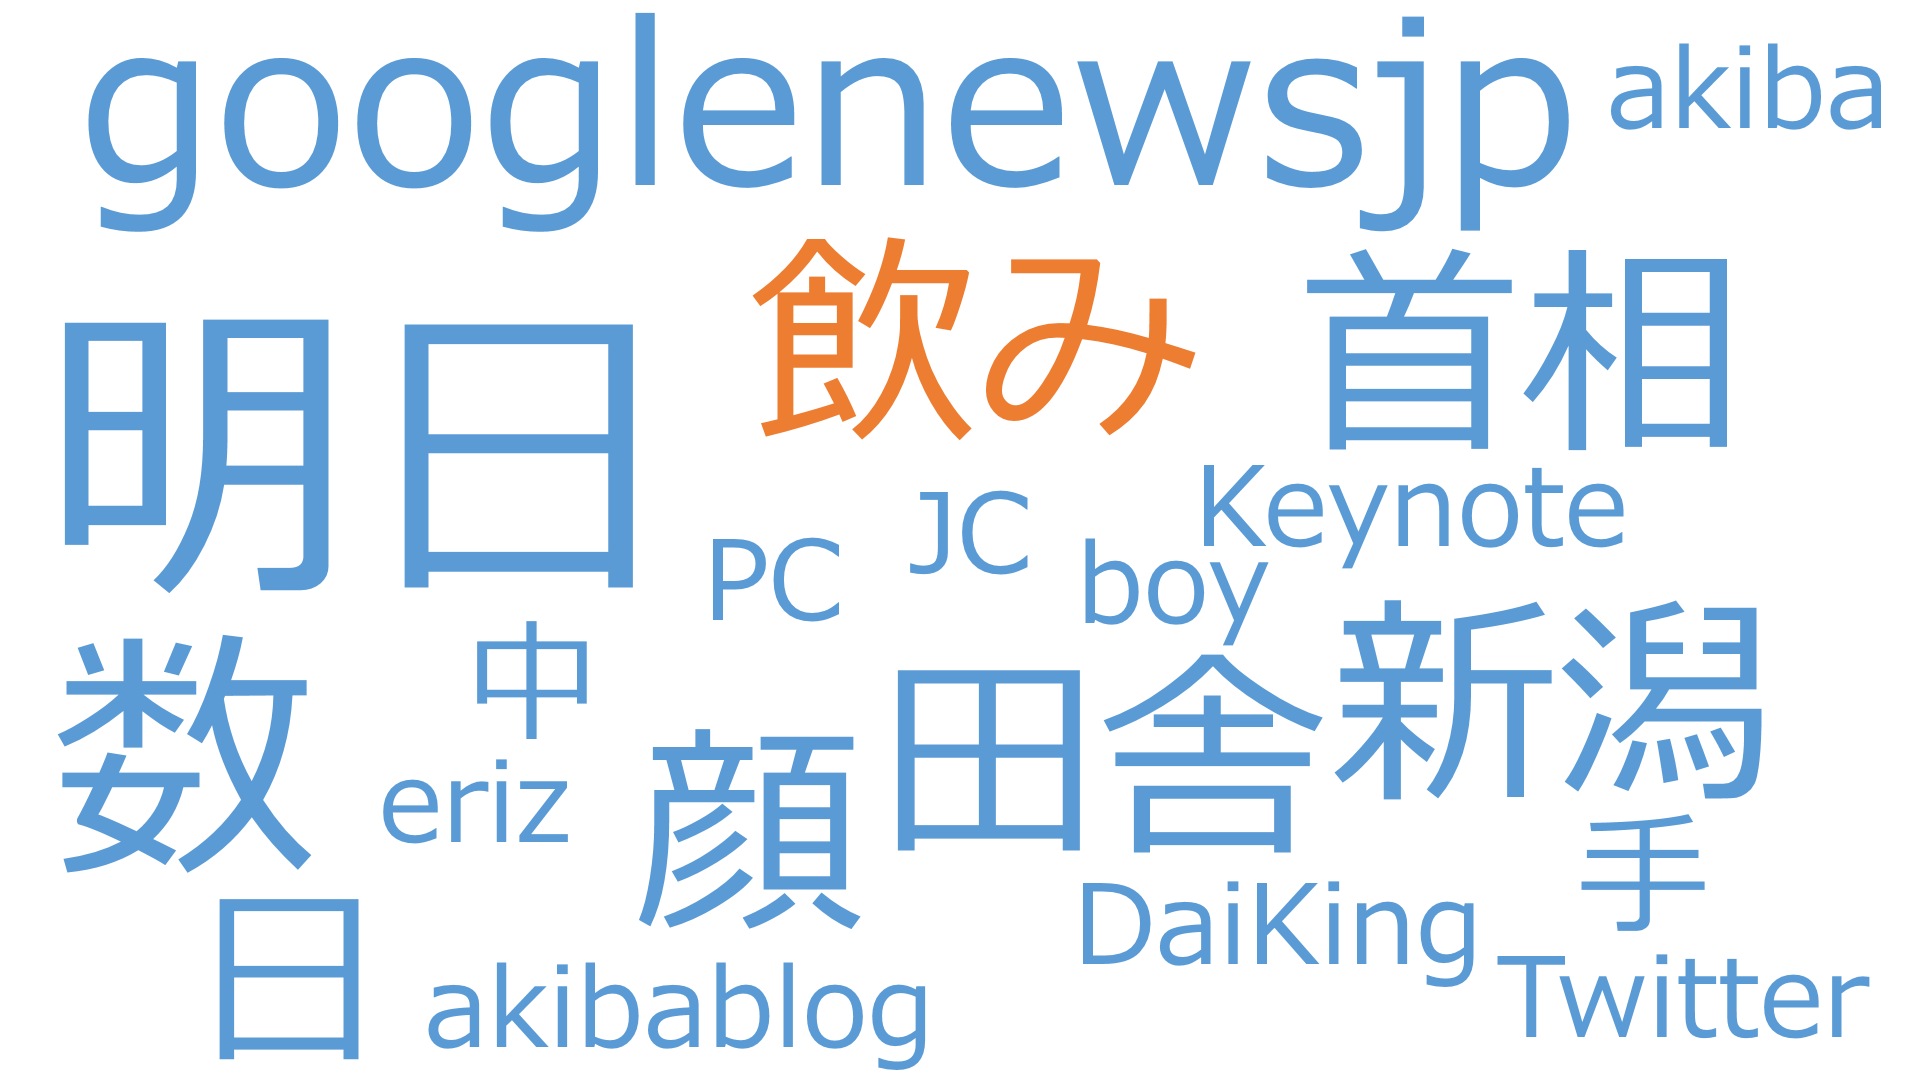 googlenewsjp
akiba
飲み
首相
明日
Keynote
JC
PC
boy
新潟
中
数
田舎
顔
eriz
手
DaiKing
日
akibablog
Twitter